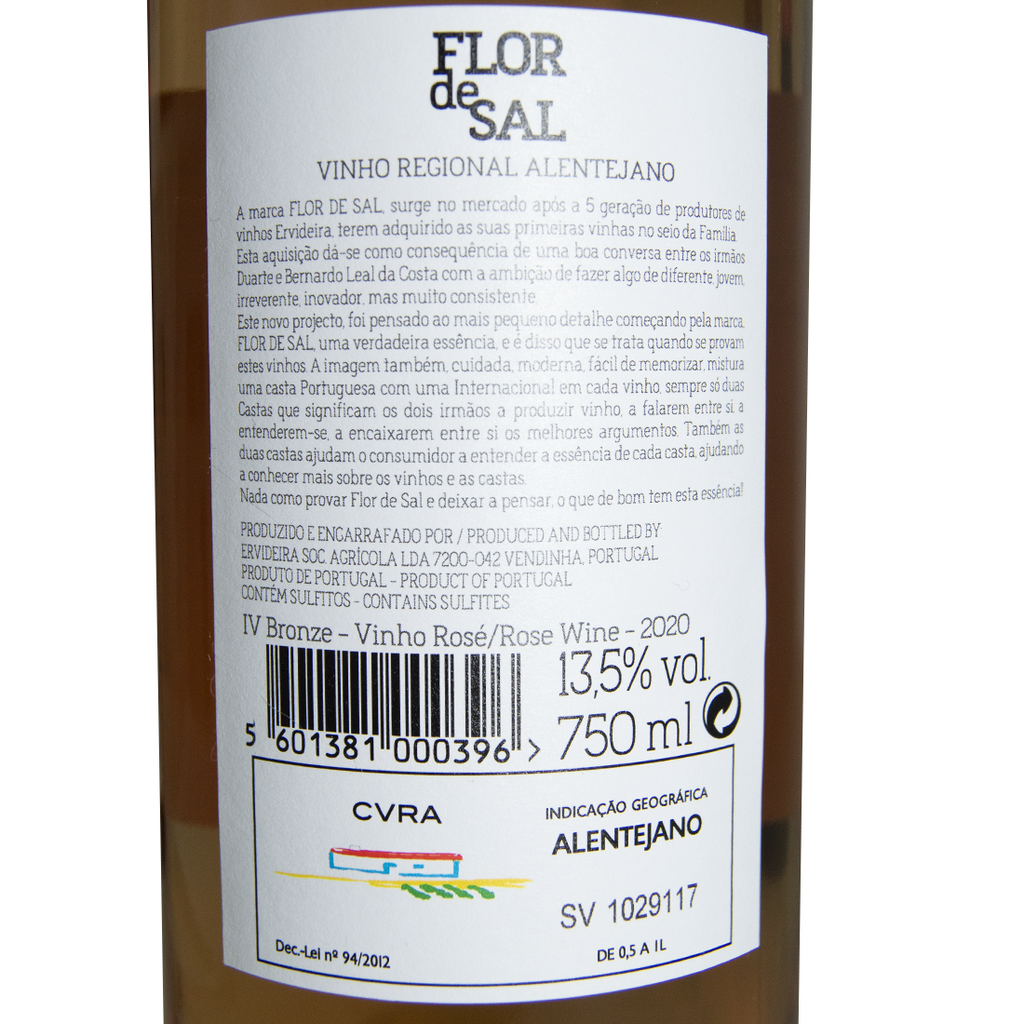 FLOR
de
SAL
VINHO REGIONAL ALENTEJANO
A marca FLOR DE SAL, surge no mercado após a 5 geração de produtores de
vinhos Ervideira, terem adquirido as suas primeiras vinhas no seio da Família.
Esta aquisição dá-se como consequência de uma boa conversa entre os irmãos
Duarte e Bernardo Leal da Costa com a ambição de fazer algo de diferente, jovem,
irreverente, inovador, mas muito consistente.
Este novo projecto, foi pensado ao mais pequeno detalhe começando pela marca,
FLOR DE SAL, uma verdadeira essência, e é disso que se trata quando se provam
estes vinhos. A imagem também, cuidada, moderna, fácil de memorizar, mistura
uma casta Portuguesa com uma Internacional em cada vinho, sempre só duas
Castas que significam os dois irmãos a produzir vinho, a falarem entre si, a
entenderem-se, a encaixarem entre si os melhores argumentos. Também as
duas castas ajudam o consumidor a entender a essência de cada casta, ajudando
a conhecer mais sobre os vinhos e as castas.
Nada como provar Flor de Sal e deixar a pensar, o que de bom tem esta essência!
PRODUZIDO E ENGARRAFADO POR / PRODUCED AND BOTTLED BY:
ERVIDEIRA SOC. AGRÍCOLA LDA 7200-042 VENDINHA, PORTUGAL
PRODUTO DE PORTUGAL - PRODUCT OF PORTUGAL
CONTÉM SULFITOS - CONTAINS SULFITES
IV Bronze - Vinho Rosé/Rose Wine - 2020
13,5% vol.
750 ml
5 601381 000396 >
CVRA
INDICAÇÃO GEOGRÁFICA
ALENTEJANO
SV 1029117
Dec.-Lei nº 94/2012
DE 0,5 A 1L